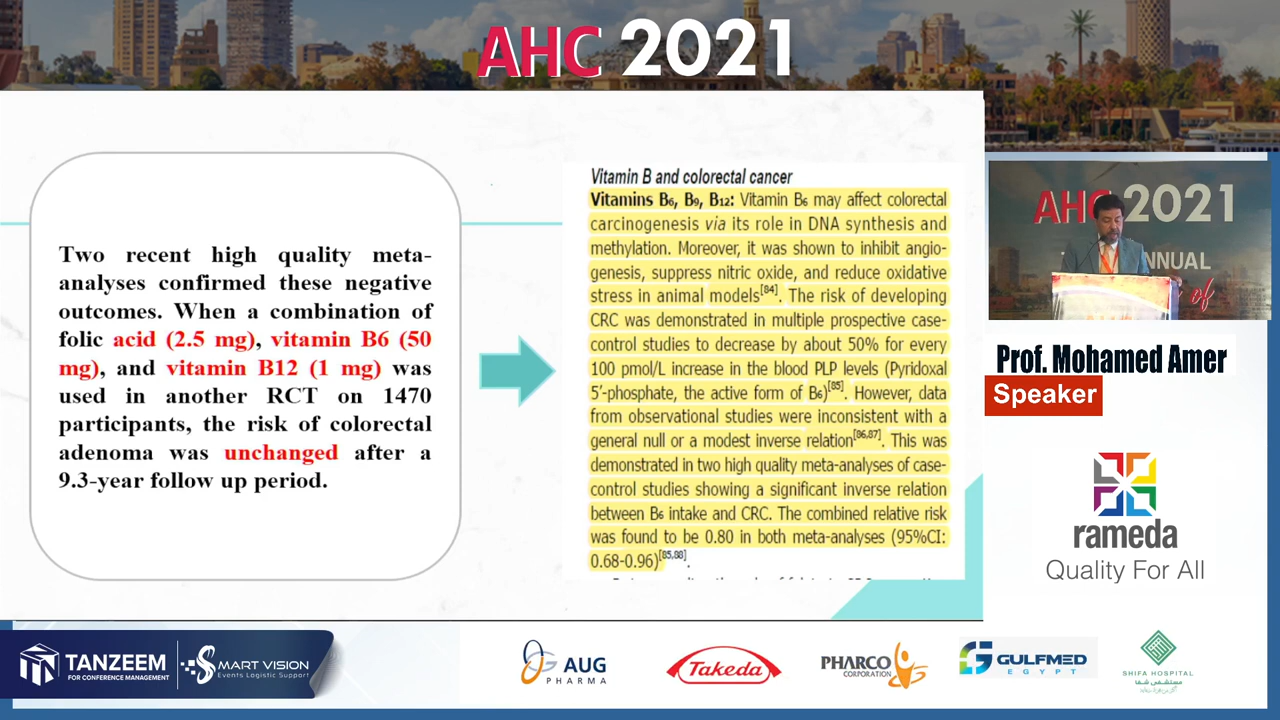 AHC 2021
Two recent high quality meta-
analyses confirmed these negative
outcomes. When a combination of
folic acid (2.5 mg), vitamin B6 (50
mg), and vitamin B12 (1 mg) was
used in another RCT on 1470
participants, the risk of colorectal
adenoma was unchanged after a
9.3-year follow up period.
Vitamin B and colorectal cancer
Vitamins B6, B9, B12: Vitamin B6 may affect colorectal
carcinogenesis via its role in DNA synthesis and
methylation. Moreover, it was shown to inhibit angio-
genesis, suppress nitric oxide, and reduce oxidative
stress in animal models[84]. The risk of developing
CRC was demonstrated in multiple prospective case-
control studies to decrease by about 50% for every
100 pmol/L increase in the blood PLP levels (Pyridoxal
5′-phosphate, the active form of B6)[85]. However, data
from observational studies were inconsistent with a
general null or a modest inverse relation[86,87]. This was
demonstrated in two high quality meta-analyses of case-
control studies showing a significant inverse relation
between B6 intake and CRC. The combined relative risk
was found to be 0.80 in both meta-analyses (95%CI:
0.68-0.96)[85,88].
AHC 2021
ANNUAL
of
Prof. Mohamed Amer
Speaker
rameda
Quality For All
TANZEEM
FOR CONFERENCE MANAGEMENT
SMART VISION
Events Logistic Support
AUG
PHARMA
Takeda
PHARCO
CORPORATION
GULFMED
EGYPT
SHIFA HOSPITAL
مستشفى شفا